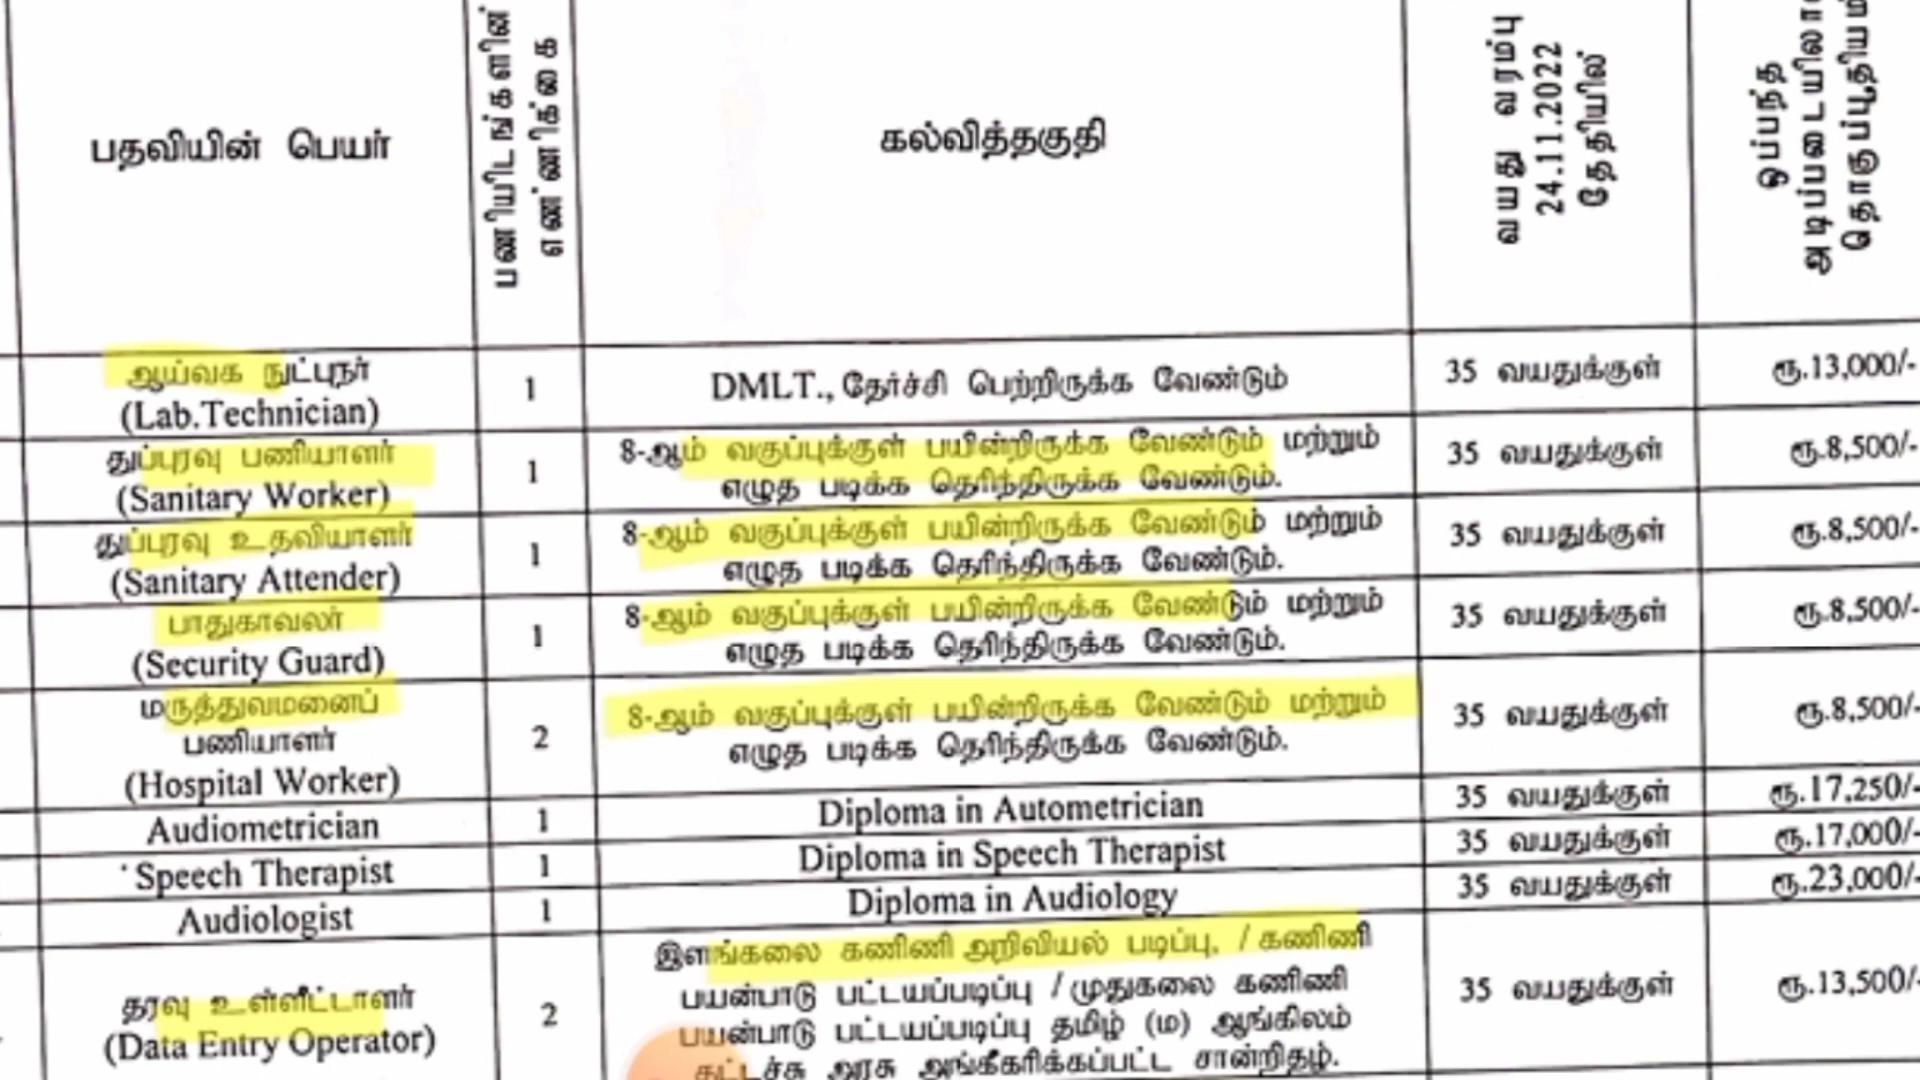 பதவியின் பெயர்
பணியிடங்களின்
எண்ணிக்கை
கல்வித்தகுதி
வயது வரம்பு
24.11.2022
தேதியில்
ஒப்பந்த
தொகுப்பூதியம்
ஆய்வக நுட்புநர்
(Lab.Technician)
1
DMLT., தேர்ச்சி பெற்றிருக்க வேண்டும்
35 வயதுக்குள்
ரூ.13,000/-
துப்புரவு பணியாளர்
(Sanitary Worker)
1
8-ஆம் வகுப்புக்குள் பயின்றிருக்க வேண்டும் மற்றும்
எழுத படிக்க தெரிந்திருக்க வேண்டும்.
35 வயதுக்குள்
ரூ.8,500/-
துப்புரவு உதவியாளர்
(Sanitary Attender)
1
8-ஆம் வகுப்புக்குள் பயின்றிருக்க வேண்டும் மற்றும்
எழுத படிக்க தெரிந்திருக்க வேண்டும்.
35 வயதுக்குள்
ரூ.8,500/-
பாதுகாவலர்
(Security Guard)
1
8-ஆம் வகுப்புக்குள் பயின்றிருக்க வேண்டும் மற்றும்
எழுத படிக்க தெரிந்திருக்க வேண்டும்.
35 வயதுக்குள்
ரூ.8,500/-
மருத்துவமனைப்
பணியாளர்
(Hospital Worker)
2
8-ஆம் வகுப்புக்குள் பயின்றிருக்க வேண்டும் மற்றும்
எழுத படிக்க தெரிந்திருக்க வேண்டும்.
35 வயதுக்குள்
ரூ.8,500/-
Audiometrician
1
Diploma in Autometrician
35 வயதுக்குள்
ரூ.17,250/-
Speech Therapist
1
Diploma in Speech Therapist
35 வயதுக்குள்
ரூ.17,000/-
Audiologist
1
Diploma in Audiology
35 வயதுக்குள்
ரூ.23,000/-
தரவு உள்ளீட்டாளர்
(Data Entry Operator)
2
இளங்கலை கணிணி அறிவியல் படிப்பு. / கணிணி
பயன்பாடு பட்டயப்படிப்பு / முதுகலை கணிணி
பயன்பாடு பட்டயப்படிப்பு தமிழ் (ம) ஆங்கிலம்
அரசு அங்கீகரிக்கப்பட்ட சான்றிதழ்.
35 வயதுக்குள்
ரூ.13,500/-